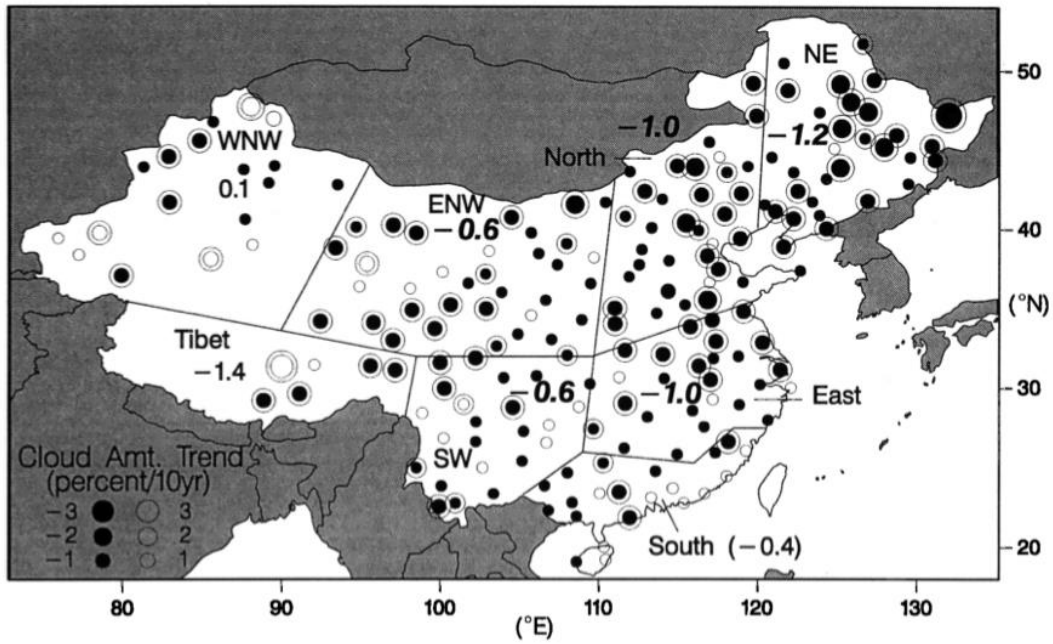 NE
50
-1.0
-1.2
WNW
North
0.1
ENW
-0.6
40
(°N)
Tibet
-1.4
-0.6
-1.0
30
East
Cloud Amt. Trend
(percent/10yr)
SW
-3 3
-2 2
-1 1
South (-0.4)
20
80 90 100 110 120 130
(°E)